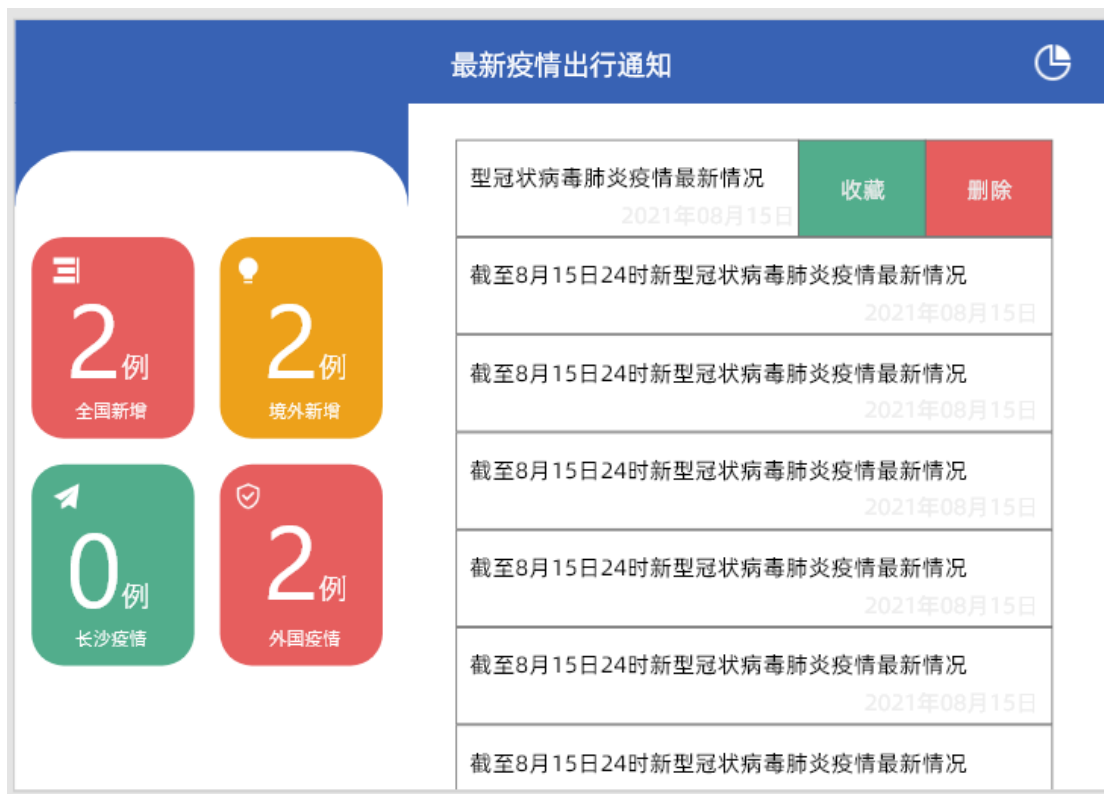 最新疫情出行通知
2例
全国新增
2例
境外新增
0例
长沙疫情
2例
外国疫情
型冠状病毒肺炎疫情最新情况
2021年08月15日
收藏
删除
截至8月15日24时新型冠状病毒肺炎疫情最新情况
2021年08月15日
截至8月15日24时新型冠状病毒肺炎疫情最新情况
2021年08月15日
截至8月15日24时新型冠状病毒肺炎疫情最新情况
2021年08月15日
截至8月15日24时新型冠状病毒肺炎疫情最新情况
2021年08月15日
截至8月15日24时新型冠状病毒肺炎疫情最新情况
2021年08月15日
截至8月15日24时新型冠状病毒肺炎疫情最新情况